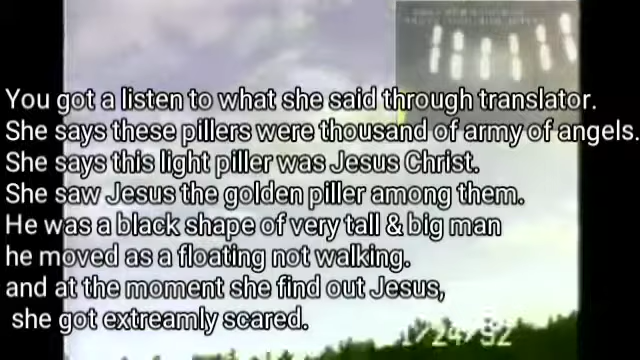 You got a listen to what she said through translator.
She says these pillers were thousand of army of angels.
She says this light piller was Jesus Christ.
She saw Jesus the golden piller among them.
He was a black shape of very tall & big man
he moved as a floating not walking.
and at the moment she find out Jesus,
she got extreamly scared.
1/24/92